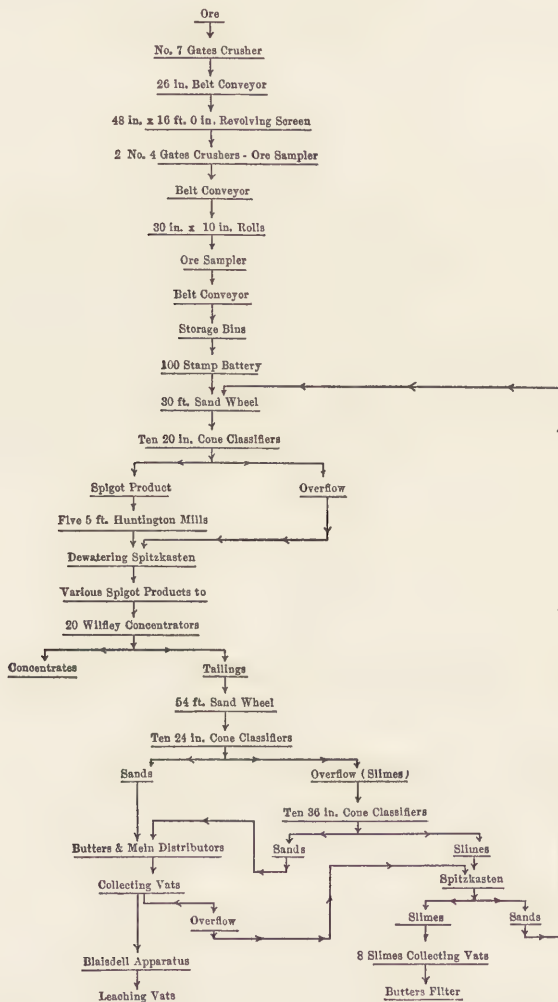 Ore
No. 7 Gates Crusher
26 in. Belt Conveyor
48 in. x 16 ft. 0 in. Revolving Screen
2 No. 4 Gates Crushers - Ore Sampler
Belt Conveyor
30 in. x 10 in. Rolls
Ore Sampler
Belt Conveyor
Storage Bins
100 Stamp Battery
30 ft. Sand Wheel
Ten 20 in. Cone Classifiers
Spigot Product
Overflow
Five 5 ft. Huntington Mills
Dewatering Spitzkasten
Various Spigot Products to
20 Wilfley Concentrators
Concentrates
Tailings
54 ft. Sand Wheel
Ten 24 in. Cone Classifiers
Sands
Overflow (Slimes)
Ten 36 in. Cone Classifiers
Butters & Mein Distributors
Sands
Slimes
Spitzkasten
Collecting Vats
Overflow
Slimes
Sands
Blaisdell Apparatus
8 Slimes Collecting Vats
Leaching Vats
Butters Filter